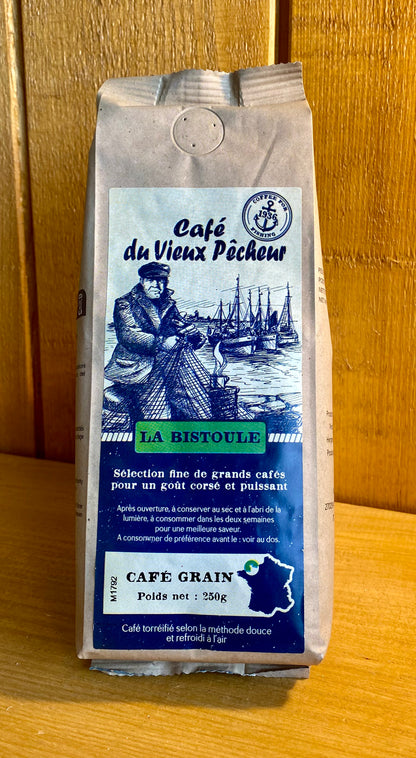 COFFEE FOR
1936
FISHING
Café
du Vieux Pêcheur
LA BISTOULE
Sélection fine de grands cafés
pour un goût corsé et puissant
Après ouverture, à conserver au sec et à l'abri de la
lumière, à consommer dans les deux semaines
pour une meilleure saveur.
A consommer de préférence avant le : voir au dos.
M1792
CAFÉ GRAIN
Poids net : 250g
Café torréifié selon la méthode douce
et refroidi à l'air